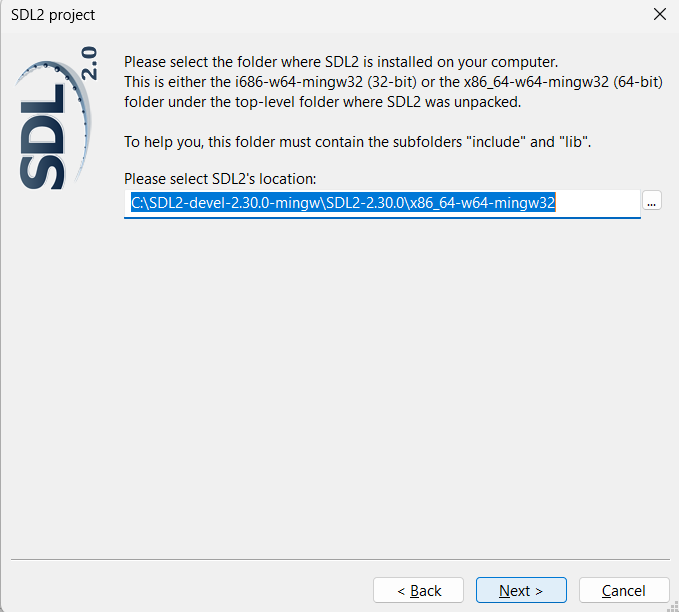 SDL2 project
SDL 2.0
Please select the folder where SDL2 is installed on your computer.
This is either the i686-w64-mingw32 (32-bit) or the x86_64-w64-mingw32 (64-bit)
folder under the top-level folder where SDL2 was unpacked.
To help you, this folder must contain the subfolders "include" and "lib".
Please select SDL2's location:
C:\SDL2-devel-2.30.0-mingw\SDL2-2.30.0\x86_64-w64-mingw32
...
< Back
Next >
Cancel